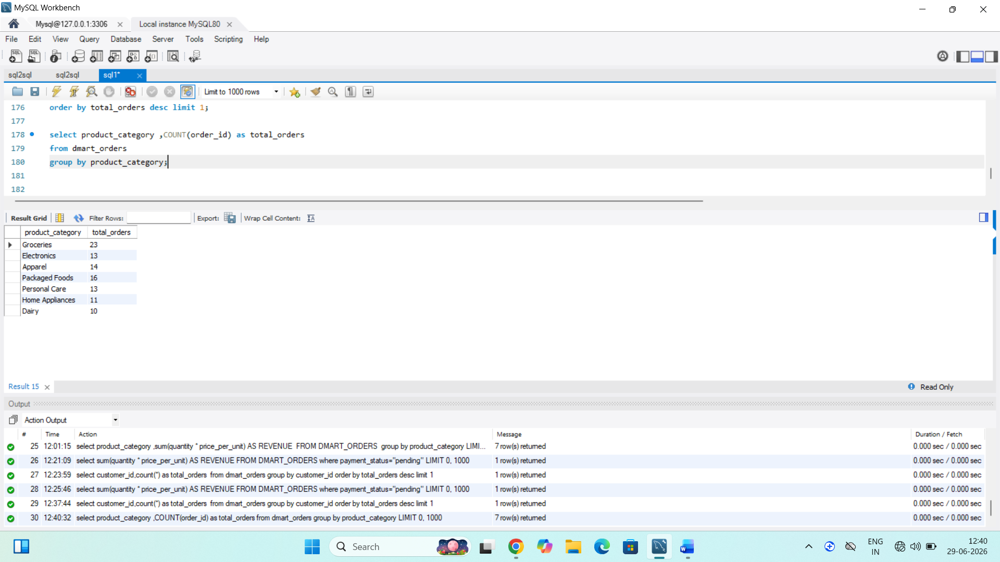 MySQL Workbench
Mysql@127.0.0.1:3306
Local instance MySQL80
File Edit View Query Database Server Tools Scripting Help
sql2sql sql2sql sql1*
Limit to 1000 rows
176 order by total_orders desc limit 1;
177
178 select product_category ,COUNT(order_id) as total_orders
179 from dmart_orders
180 group by product_category;
181
182
Result Grid Filter Rows: Export: Wrap Cell Content:
product_category total_orders
Groceries 23
Electronics 13
Apparel 14
Packaged Foods 16
Personal Care 13
Home Appliances 11
Dairy 10
Result 15 Read Only
Output
Action Output
# Time Action Message Duration / Fetch
25 12:01:15 select product_category ,sum(quantity * price_per_unit) AS REVENUE FROM DMART_ORDERS group by product_category LIMI... 7 row(s) returned 0.000 sec / 0.000 sec
26 12:21:09 select sum(quantity * price_per_unit) AS REVENUE FROM DMART_ORDERS where payment_status="pending" LIMIT 0, 1000 1 row(s) returned 0.000 sec / 0.000 sec
27 12:23:59 select customer_id,count(*) as total_orders from dmart_orders group by customer_id order by total_orders desc limit 1 1 row(s) returned 0.000 sec / 0.000 sec
28 12:25:46 select sum(quantity * price_per_unit) AS REVENUE FROM DMART_ORDERS where payment_status="pending" LIMIT 0, 1000 1 row(s) returned 0.000 sec / 0.000 sec
29 12:37:44 select customer_id,count(*) as total_orders from dmart_orders group by customer_id order by total_orders desc limit 1 1 row(s) returned 0.000 sec / 0.000 sec
30 12:40:32 select product_category ,COUNT(order_id) as total_orders from dmart_orders group by product_category LIMIT 0, 1000 7 row(s) returned 0.000 sec / 0.000 sec
Search
ENG
IN
12:40
29-06-2026